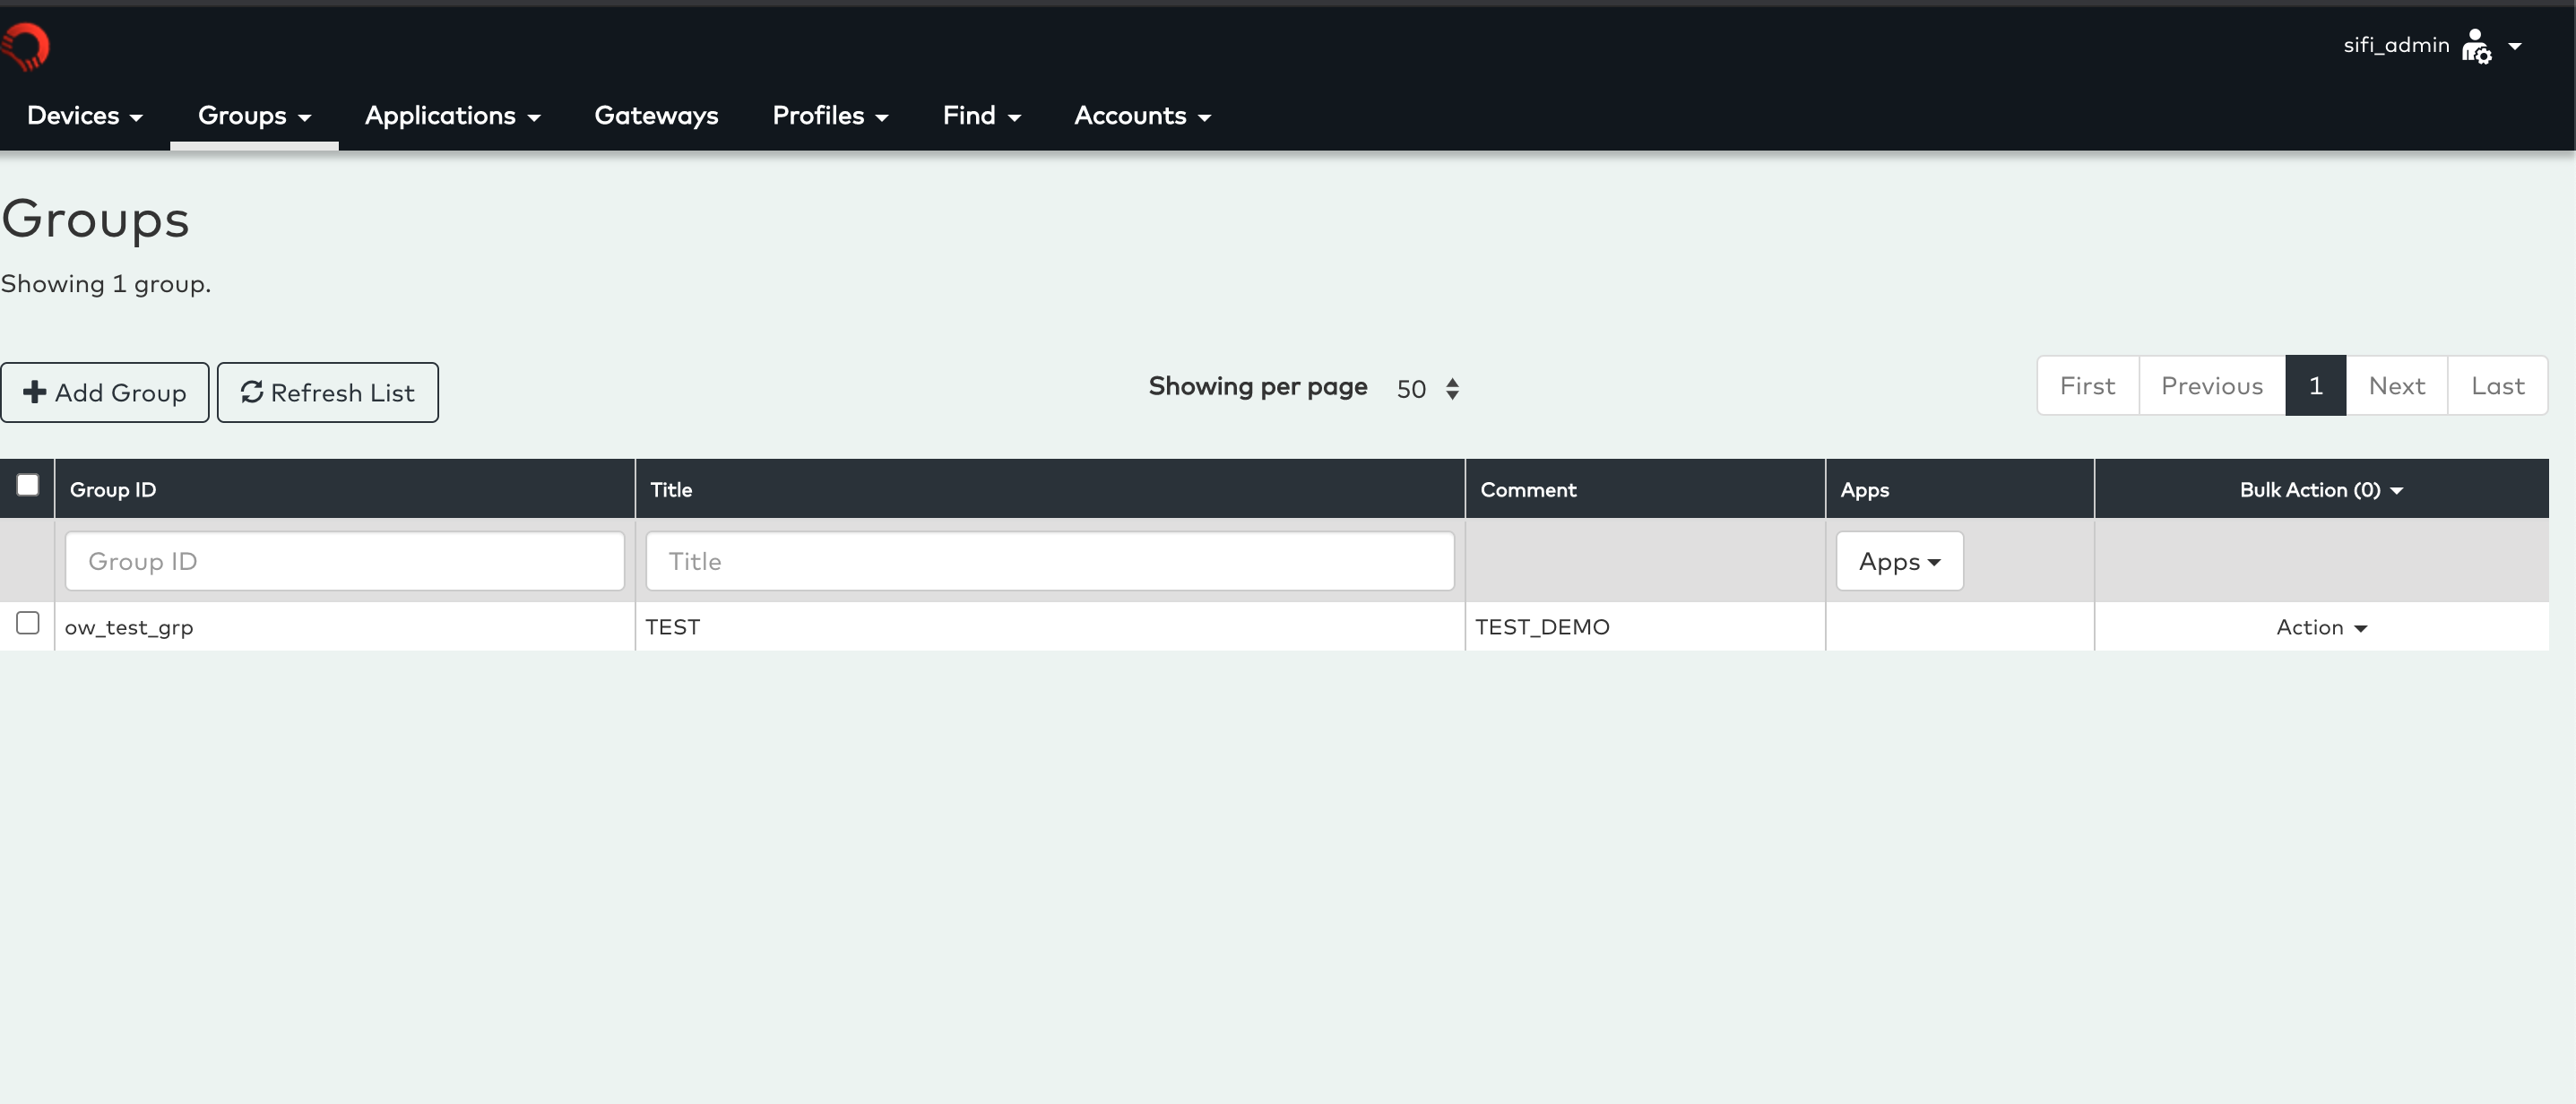 sifi_admin
Devices Groups Applications Gateways Profiles Find Accounts
Groups
Showing 1 group.
Add Group Refresh List Showing per page 50 First Previous 1 Next Last
Group ID Title Comment Apps Bulk Action (0)
Group ID Title Apps
ow_test_grp TEST TEST_DEMO Action